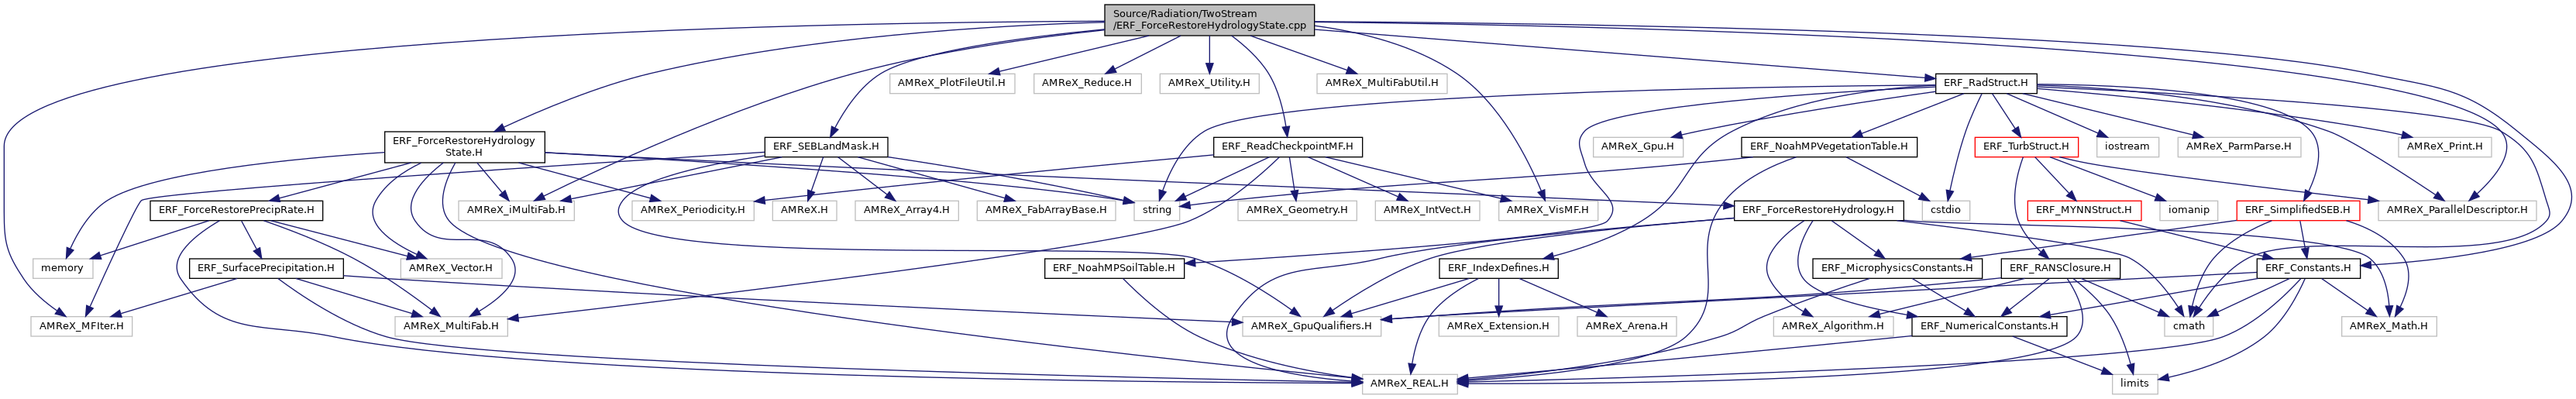 Source/Radiation/TwoStream
/ERF_ForceRestoreHydrologyState.cpp
AMReX_PlotFileUtil.H
AMReX_Reduce.H
AMReX_Utility.H
AMReX_MultiFabUtil.H
ERF_RadStruct.H
ERF_ForceRestoreHydrology
State.H
ERF_SEBLandMask.H
ERF_ReadCheckpointMF.H
AMReX_Gpu.H
ERF_NoahMPVegetationTable.H
ERF_TurbStruct.H
iostream
AMReX_ParmParse.H
AMReX_Print.H
ERF_ForceRestorePrecipRate.H
AMReX_iMultiFab.H
AMReX_Periodicity.H
AMReX.H
AMReX_Array4.H
AMReX_FabArrayBase.H
string
AMReX_Geometry.H
AMReX_IntVect.H
AMReX_VisMF.H
ERF_ForceRestoreHydrology.H
cstdio
ERF_MYNNStruct.H
iomanip
ERF_SimplifiedSEB.H
AMReX_ParallelDescriptor.H
memory
ERF_SurfacePrecipitation.H
AMReX_Vector.H
ERF_NoahMPSoilTable.H
ERF_IndexDefines.H
ERF_MicrophysicsConstants.H
ERF_RANSClosure.H
ERF_Constants.H
AMReX_MFIter.H
AMReX_MultiFab.H
AMReX_GpuQualifiers.H
AMReX_Extension.H
AMReX_Arena.H
AMReX_Algorithm.H
ERF_NumericalConstants.H
cmath
AMReX_Math.H
AMReX_REAL.H
limits